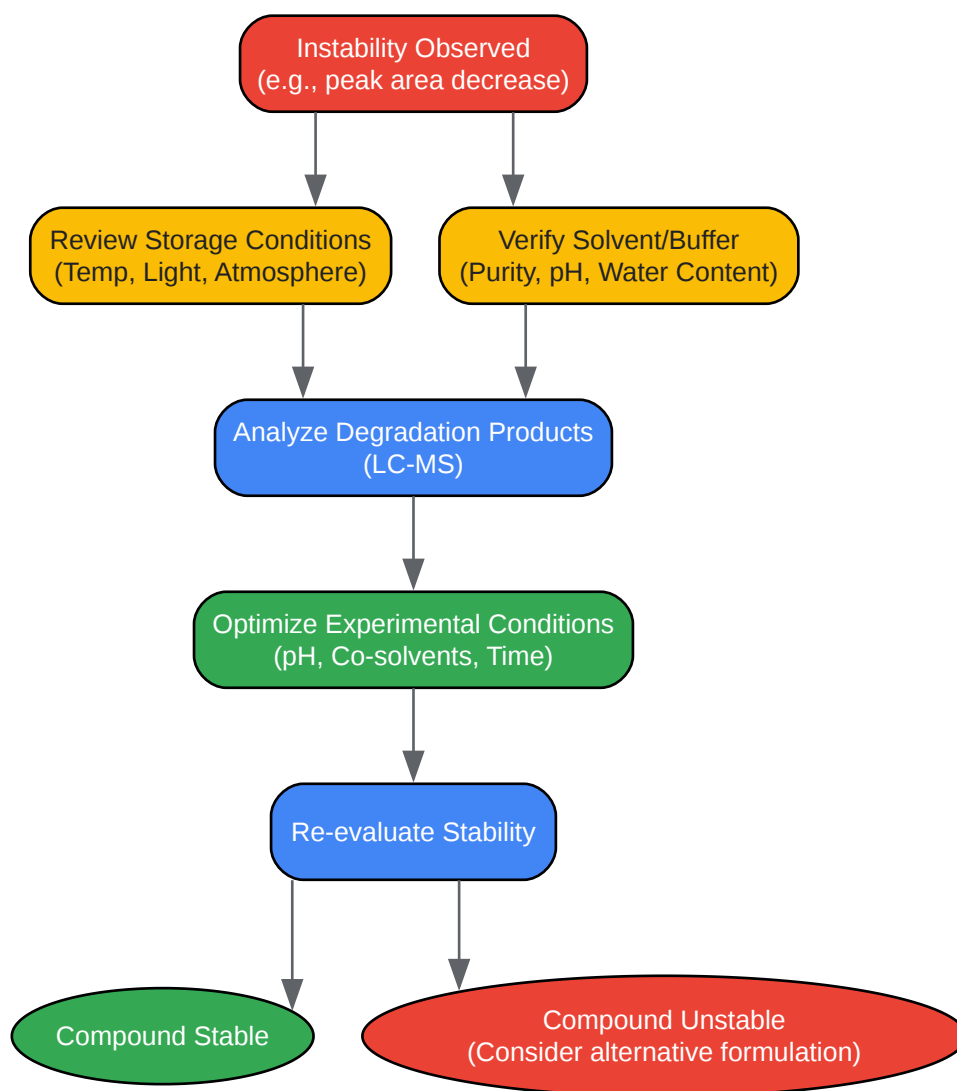 Instability Observed
(e.g., peak area decrease)
Review Storage Conditions
(Temp, Light, Atmosphere)
Verify Solvent/Buffer
(Purity, pH, Water Content)
Analyze Degradation Products
(LC-MS)
Optimize Experimental Conditions
(pH, Co-solvents, Time)
Re-evaluate Stability
Compound Stable
Compound Unstable
(Consider alternative formulation)